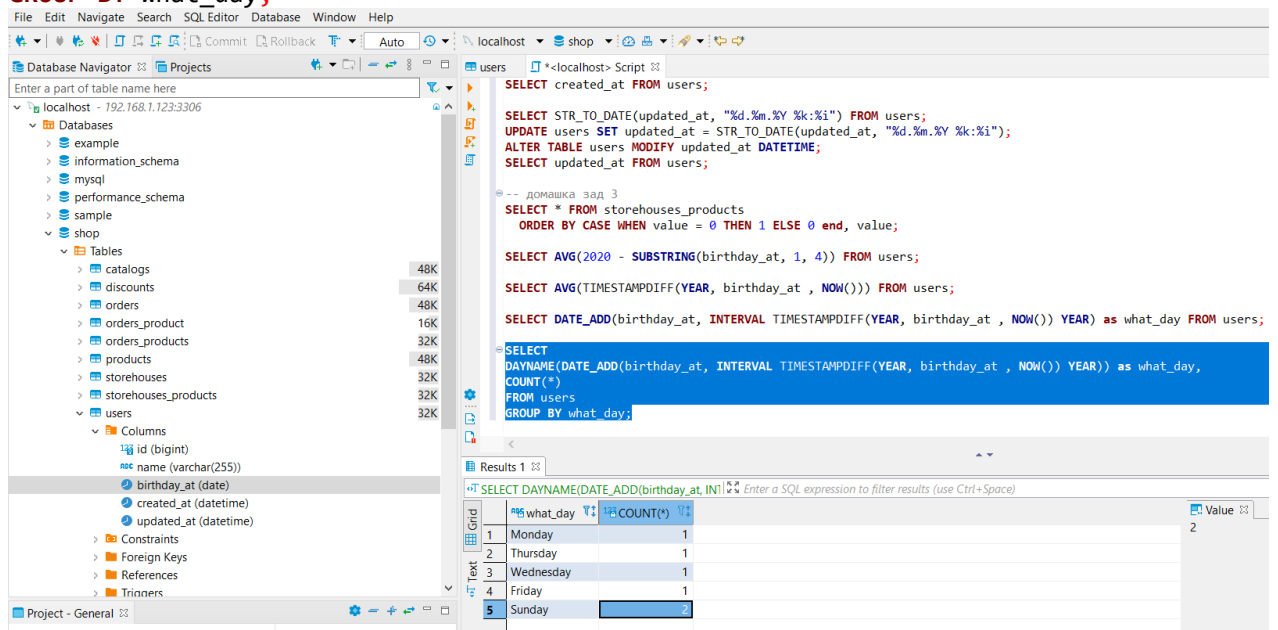 GROUP BY what_day;
File Edit Navigate Search SQL Editor Database Window Help
Commit Rollback Auto localhost shop
Database Navigator Projects
Enter a part of table name here
localhost - 192.168.1.123:3306
Databases
example
information_schema
mysql
performance_schema
sample
shop
Tables
catalogs 48K
discounts 64K
orders 48K
orders_product 16K
orders_products 32K
products 48K
storehouses 32K
storehouses_products 32K
users 32K
Columns
id (bigint)
name (varchar(255))
birthday_at (date)
created_at (datetime)
updated_at (datetime)
Constraints
Foreign Keys
References
Triggers
Project - General
users *<localhost> Script
SELECT created_at FROM users;
SELECT STR_TO_DATE(updated_at, "%d.%m.%Y %k:%i") FROM users;
UPDATE users SET updated_at = STR_TO_DATE(updated_at, "%d.%m.%Y %k:%i");
ALTER TABLE users MODIFY updated_at DATETIME;
SELECT updated_at FROM users;
-- домашка зад 3
SELECT * FROM storehouses_products
ORDER BY CASE WHEN value = 0 THEN 1 ELSE 0 end, value;
SELECT AVG(2020 - SUBSTRING(birthday_at, 1, 4)) FROM users;
SELECT AVG(TIMESTAMPDIFF(YEAR, birthday_at , NOW())) FROM users;
SELECT DATE_ADD(birthday_at, INTERVAL TIMESTAMPDIFF(YEAR, birthday_at , NOW()) YEAR) as what_day FROM users;
SELECT
DAYNAME(DATE_ADD(birthday_at, INTERVAL TIMESTAMPDIFF(YEAR, birthday_at , NOW()) YEAR)) as what_day,
COUNT(*)
FROM users
GROUP BY what_day;
Results 1
SELECT DAYNAME(DATE_ADD(birthday_at, INT Enter a SQL expression to filter results (use Ctrl+Space)
Grid
Text
what_day COUNT(*)
1 Monday 1
2 Thursday 1
3 Wednesday 1
4 Friday 1
5 Sunday 2
Value
2